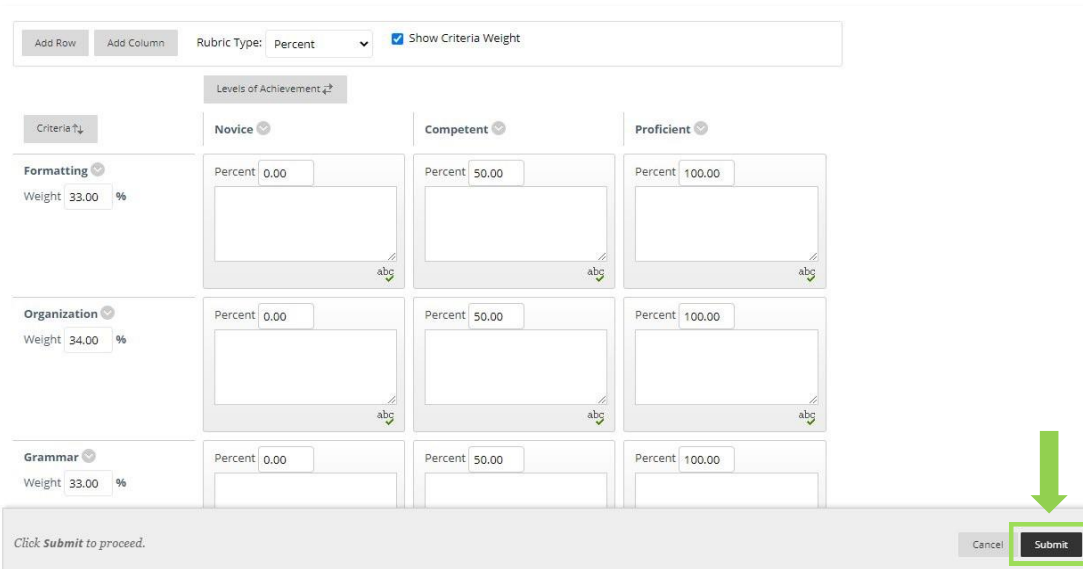 Add Row Add Column Rubric Type: Percent Show Criteria Weight
Levels of Achievement
Criteria Novice Competent Proficient
Formatting Percent 0.00 Percent 50.00 Percent 100.00
Weight 33.00 %
abc abc abc
Organization Percent 0.00 Percent 50.00 Percent 100.00
Weight 34.00 %
abc abc abc
Grammar Percent 0.00 Percent 50.00 Percent 100.00
Weight 33.00 %
Click Submit to proceed. Cancel Submit